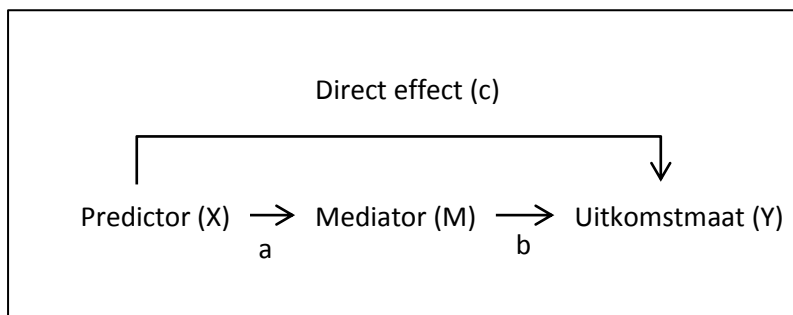 Direct effect (c)
Predictor (X) Mediator (M) Uitkomstmaat (Y)
a b